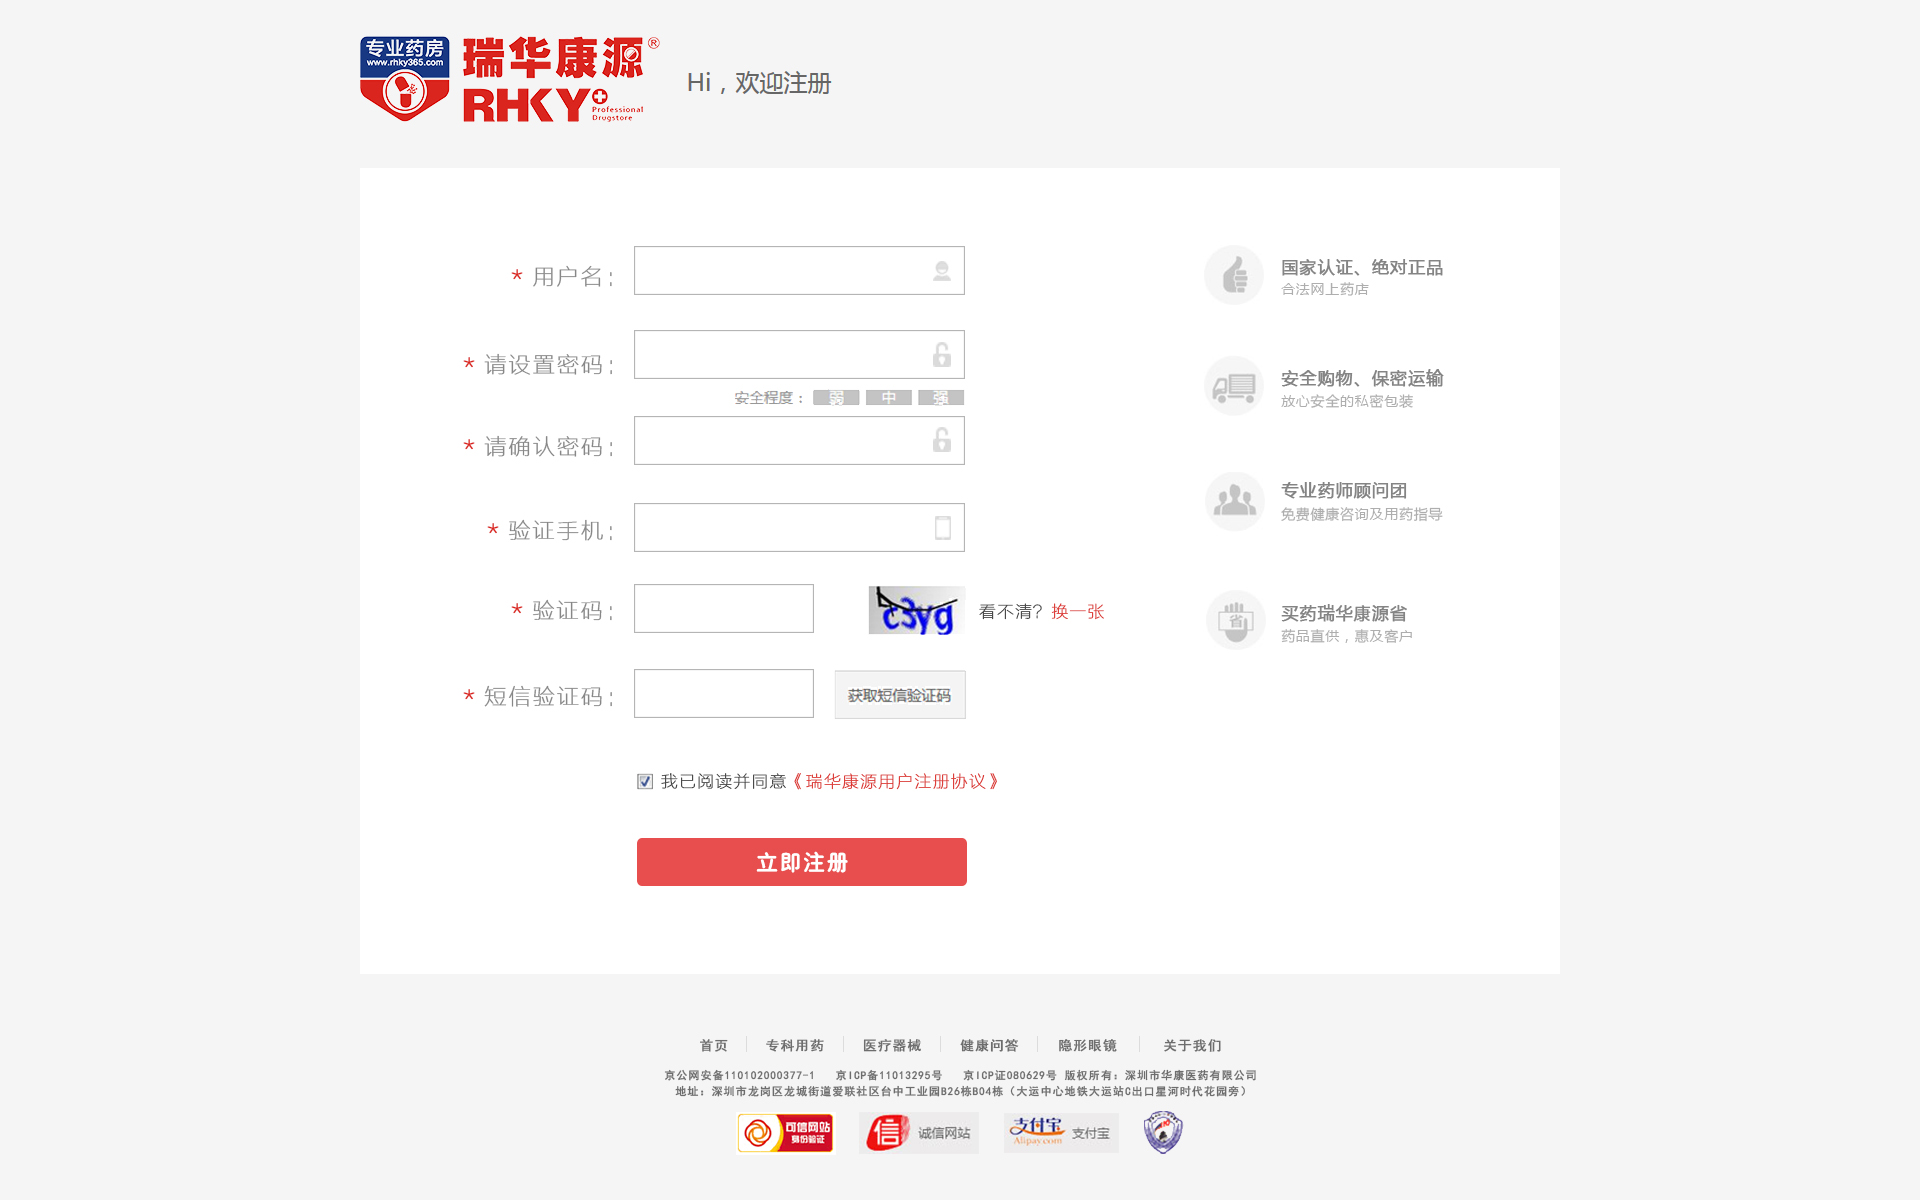 专业药房
www.rhky365.com
瑞华康源®
RHKY
Professional
Drugstore
Hi，欢迎注册
* 用户名：
* 请设置密码：
安全程度： 弱 中 强
* 请确认密码：
* 验证手机：
* 验证码： c3yg 看不清？换一张
* 短信验证码： 获取短信验证码
我已阅读并同意《瑞华康源用户注册协议》
立即注册
国家认证、绝对正品
合法网上药店
安全购物、保密运输
放心安全的私密包装
专业药师顾问团
免费健康咨询及用药指导
省
买药瑞华康源省
药品直供，惠及客户
首页 专科用药 医疗器械 健康问答 隐形眼镜 关于我们
京公网安备110102000377-1 京ICP备11013295号 京ICP证080629号 版权所有：深圳市华康医药有限公司
地址：深圳市龙岗区龙城街道爱联社区台中工业园B26栋B04栋（大运中心地铁大运站C出口星河时代花园旁）
可信网站
身份验证
信 诚信网站
支付宝
Alipay.com
支付宝